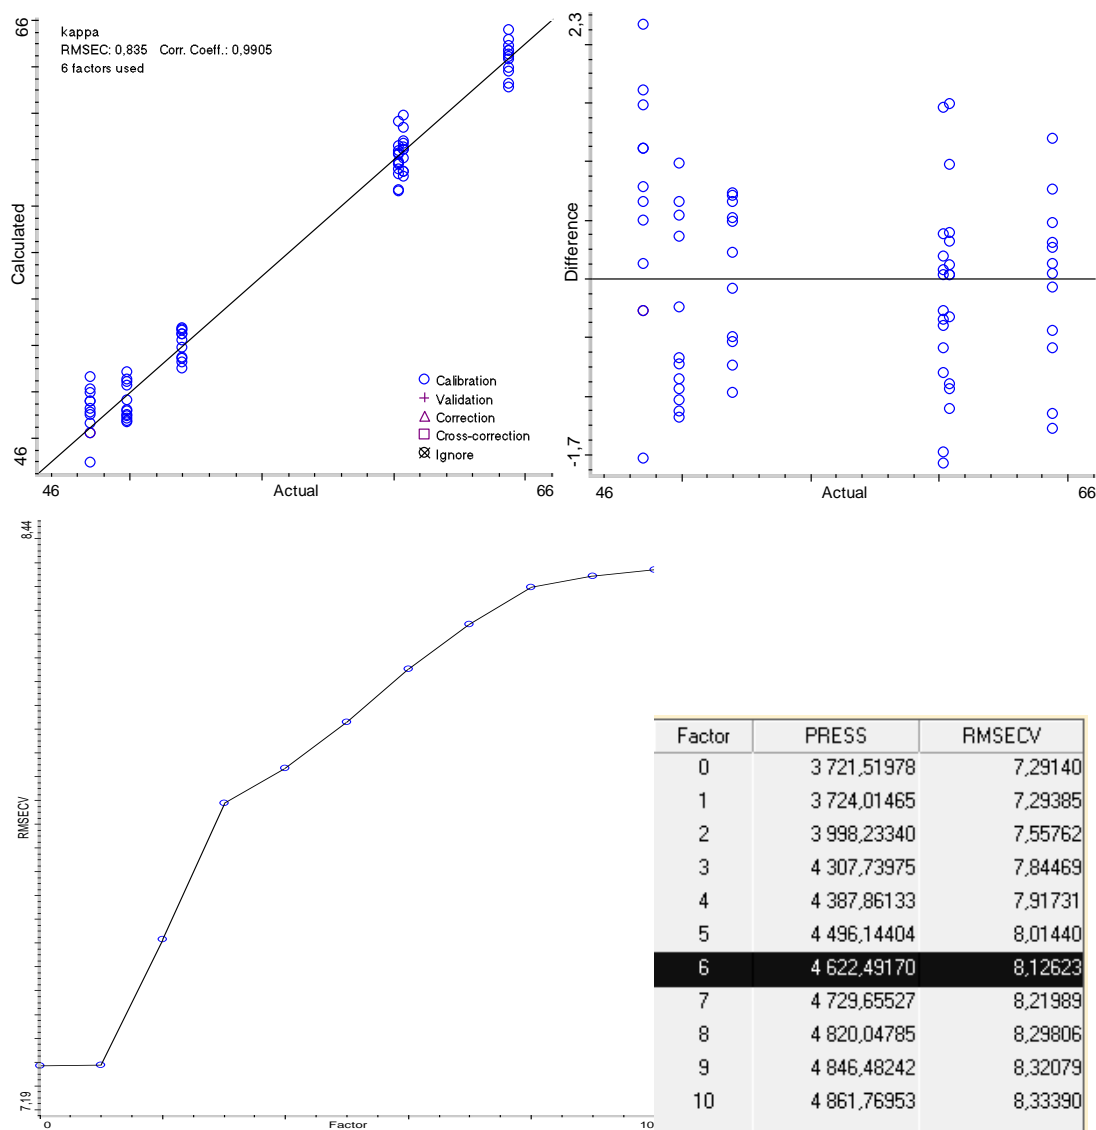 66
kappa
RMSEC: 0,835 Corr. Coeff.: 0,9905
6 factors used
Calculated
Calibration
Validation
Correction
Cross-correction
Ignore
46
46
Actual
66
2,3
Difference
-1,7
46
Actual
66
8,44
RMSECV
7,19
0
Factor
10
Factor PRESS RMSECV
0 3 721,51978 7,29140
1 3 724,01465 7,29385
2 3 998,23340 7,55762
3 4 307,73975 7,84469
4 4 387,86133 7,91731
5 4 496,14404 8,01440
6 4 622,49170 8,12623
7 4 729,65527 8,21989
8 4 820,04785 8,29806
9 4 846,48242 8,32079
10 4 861,76953 8,33390